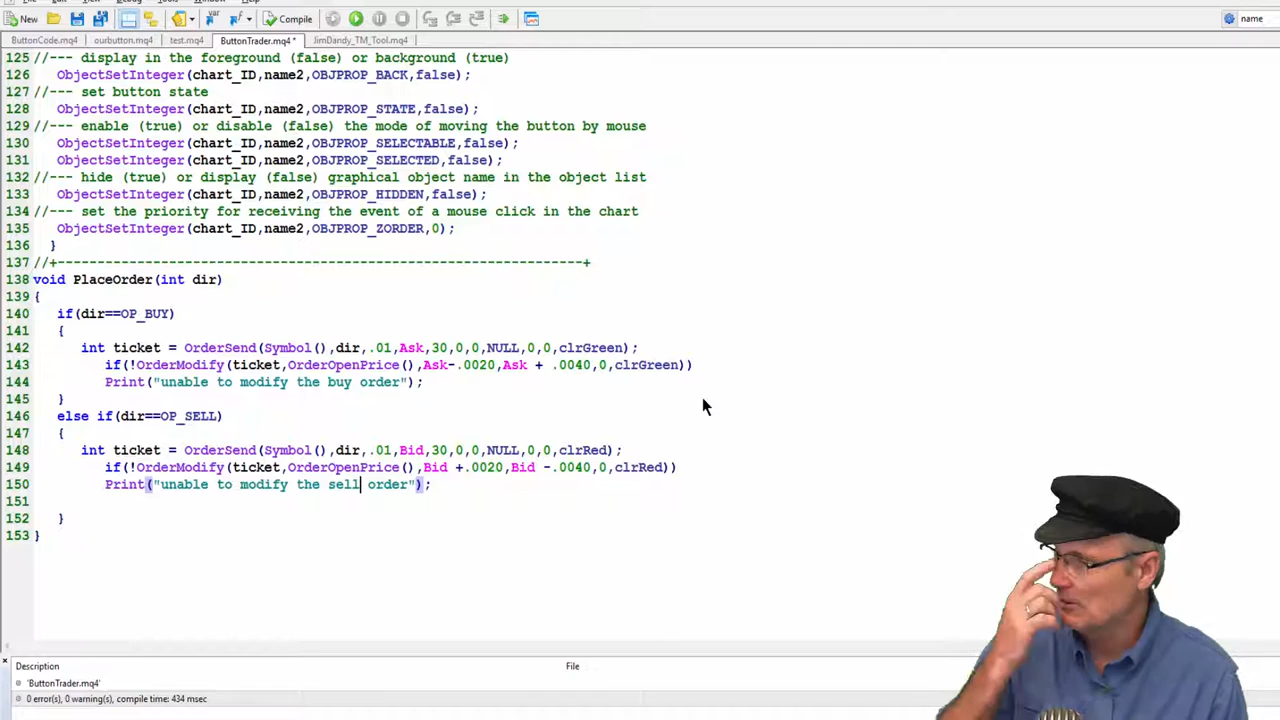 New
Compile
name
ButtonCode.mq4
ourbutton.mq4
test.mq4
ButtonTrader.mq4 *
JimDandy_TM_Tool.mq4
125 //--- display in the foreground (false) or background (true)
126 ObjectSetInteger(chart_ID,name2,OBJPROP_BACK,false);
127 //--- set button state
128 ObjectSetInteger(chart_ID,name2,OBJPROP_STATE,false);
129 //--- enable (true) or disable (false) the mode of moving the button by mouse
130 ObjectSetInteger(chart_ID,name2,OBJPROP_SELECTABLE,false);
131 ObjectSetInteger(chart_ID,name2,OBJPROP_SELECTED,false);
132 //--- hide (true) or display (false) graphical object name in the object list
133 ObjectSetInteger(chart_ID,name2,OBJPROP_HIDDEN,false);
134 //--- set the priority for receiving the event of a mouse click in the chart
135 ObjectSetInteger(chart_ID,name2,OBJPROP_ZORDER,0);
136 }
137 //+------------------------------------------------------------------+
138 void PlaceOrder(int dir)
139 {
140 if(dir==OP_BUY)
141 {
142 int ticket = OrderSend(Symbol(),dir,.01,Ask,30,0,0,NULL,0,0,clrGreen);
143 if(!OrderModify(ticket,OrderOpenPrice(),Ask-.0020,Ask + .0040,0,clrGreen))
144 Print("unable to modify the buy order");
145 }
146 else if(dir==OP_SELL)
147 {
148 int ticket = OrderSend(Symbol(),dir,.01,Bid,30,0,0,NULL,0,0,clrRed);
149 if(!OrderModify(ticket,OrderOpenPrice(),Bid +.0020,Bid -.0040,0,clrRed))
150 Print("unable to modify the sell order");
151
152 }
153 }
Description
File
'ButtonTrader.mq4'
0 error(s), 0 warning(s), compile time: 434 msec